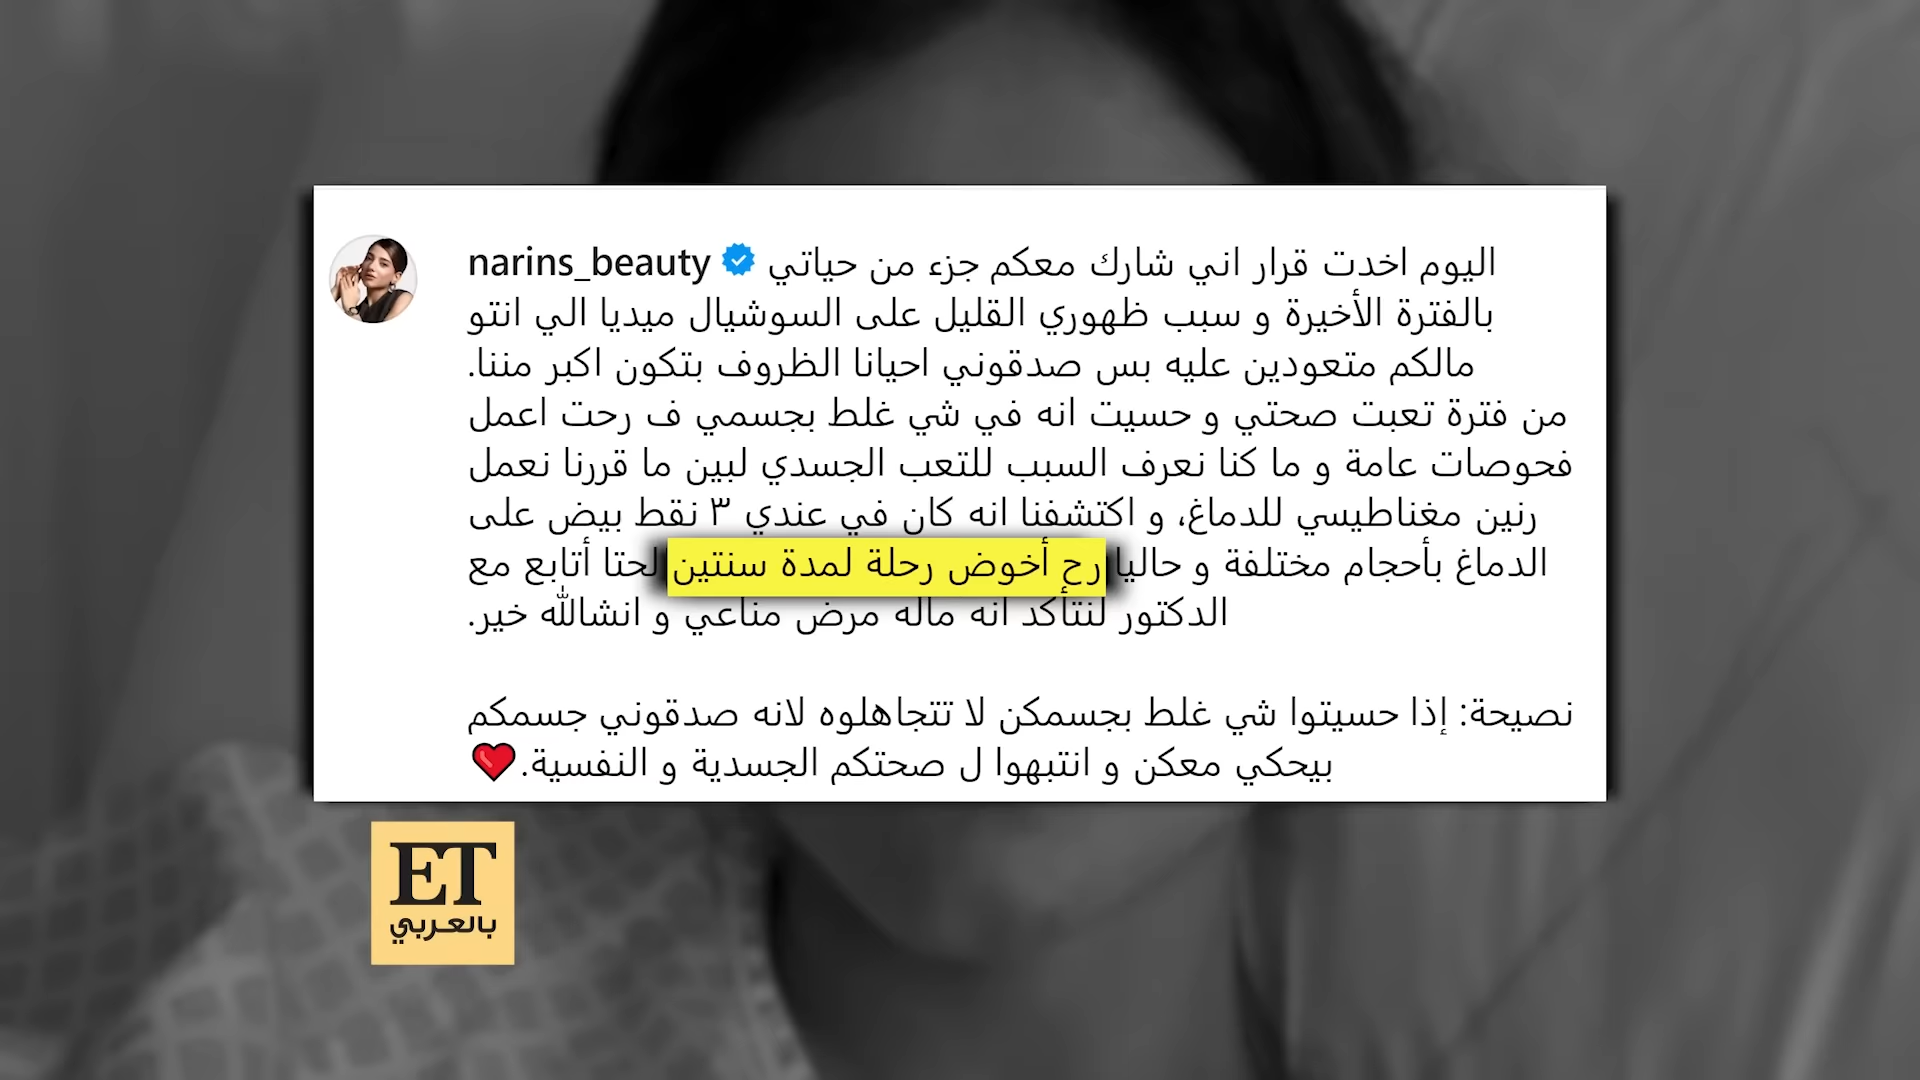 narins_beauty اليوم اخدت قرار اني شارك معكم جزء من حياتي
بالفترة الأخيرة و سبب ظهوري القليل على السوشيال ميديا الي انتو
مالكم متعودين عليه بس صدقوني احيانا الظروف بتكون اكبر مننا.
من فترة تعبت صحتي و حسيت انه في شي غلط بجسمي ف رحت اعمل
فحوصات عامة و ما كنا نعرف السبب للتعب الجسدي لبين ما قررنا نعمل
رنين مغناطيسي للدماغ، و اكتشفنا انه كان في عندي ٣ نقط بيض على
الدماغ بأحجام مختلفة و حاليا رح أخوض رحلة لمدة سنتين لحتا أتابع مع
الدكتور لنتأكد انه ماله مرض مناعي و انشالله خير.
نصيحة: إذا حسيتوا شي غلط بجسمكن لا تتجاهلوه لانه صدقوني جسمكم
بيحكي معكن و انتبهوا ل صحتكم الجسدية و النفسية.❤️
ET
بالعربي